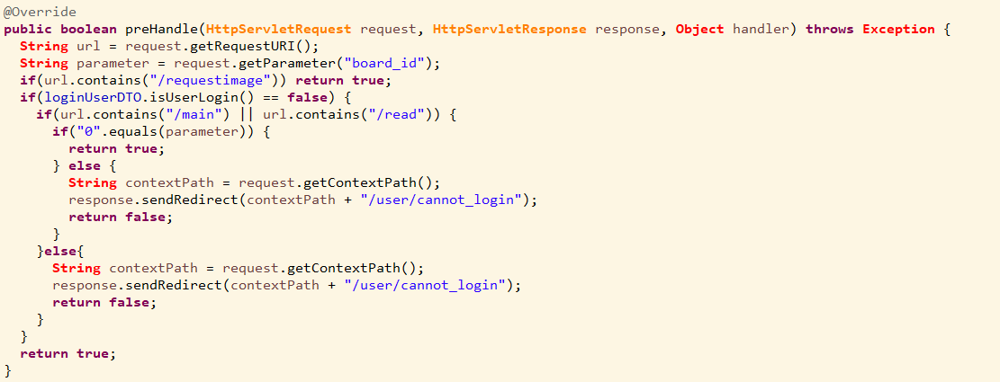 @Override
public boolean preHandle(HttpServletRequest request, HttpServletResponse response, Object handler) throws Exception {
  String url = request.getRequestURI();
  String parameter = request.getParameter("board_id");
  if(url.contains("/requestimage")) return true;
  if(loginUserDTO.isUserLogin() == false) {
    if(url.contains("/main") || url.contains("/read")) {
      if("0".equals(parameter)) {
        return true;
      } else {
        String contextPath = request.getContextPath();
        response.sendRedirect(contextPath + "/user/cannot_login");
        return false;
      }
    }else{
      String contextPath = request.getContextPath();
      response.sendRedirect(contextPath + "/user/cannot_login");
      return false;
    }
  }
  return true;
}